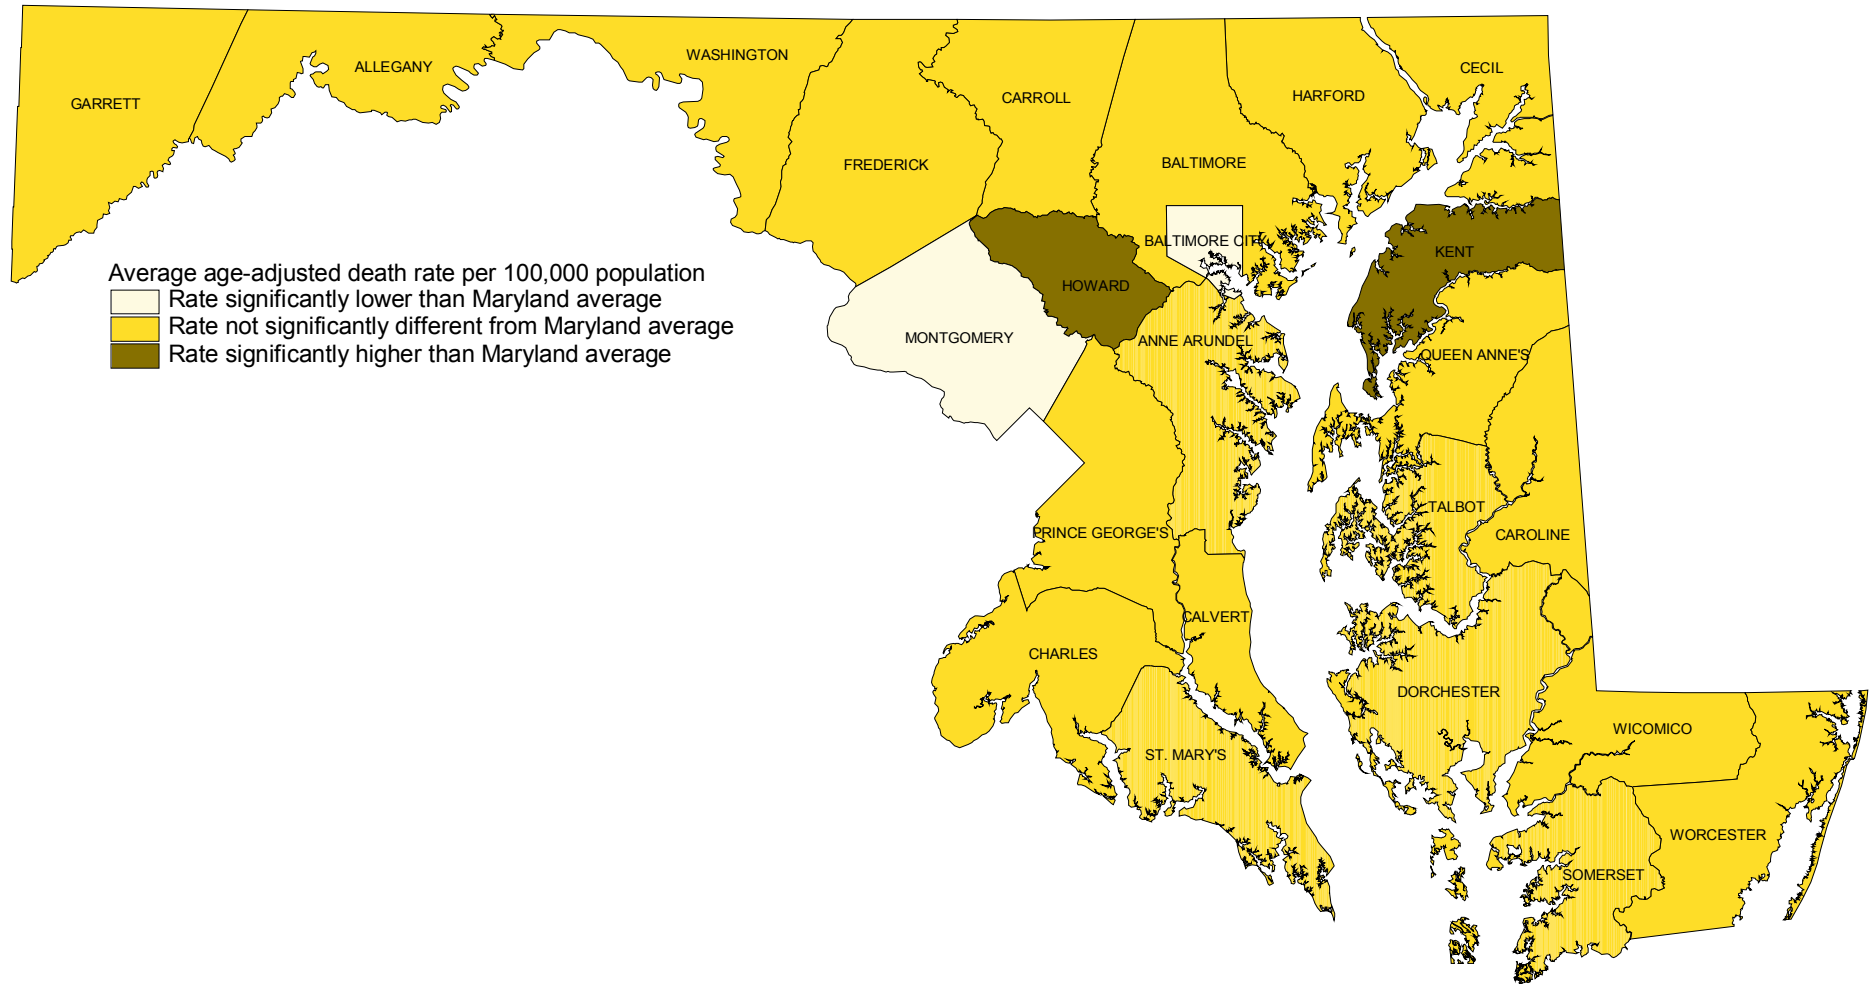 WASHINGTON
ALLEGANY
CECIL
HARFORD
CARROLL
GARRETT
BALTIMORE
FREDERICK
BALTIMORE CITY
KENT
Average age-adjusted death rate per 100,000 population
Rate significantly lower than Maryland average
Rate not significantly different from Maryland average
Rate significantly higher than Maryland average
HOWARD
MONTGOMERY
ANNE ARUNDEL
QUEEN ANNE'S
TALBOT
PRINCE GEORGE'S
CAROLINE
CALVERT
CHARLES
DORCHESTER
WICOMICO
ST. MARY'S
WORCESTER
SOMERSET